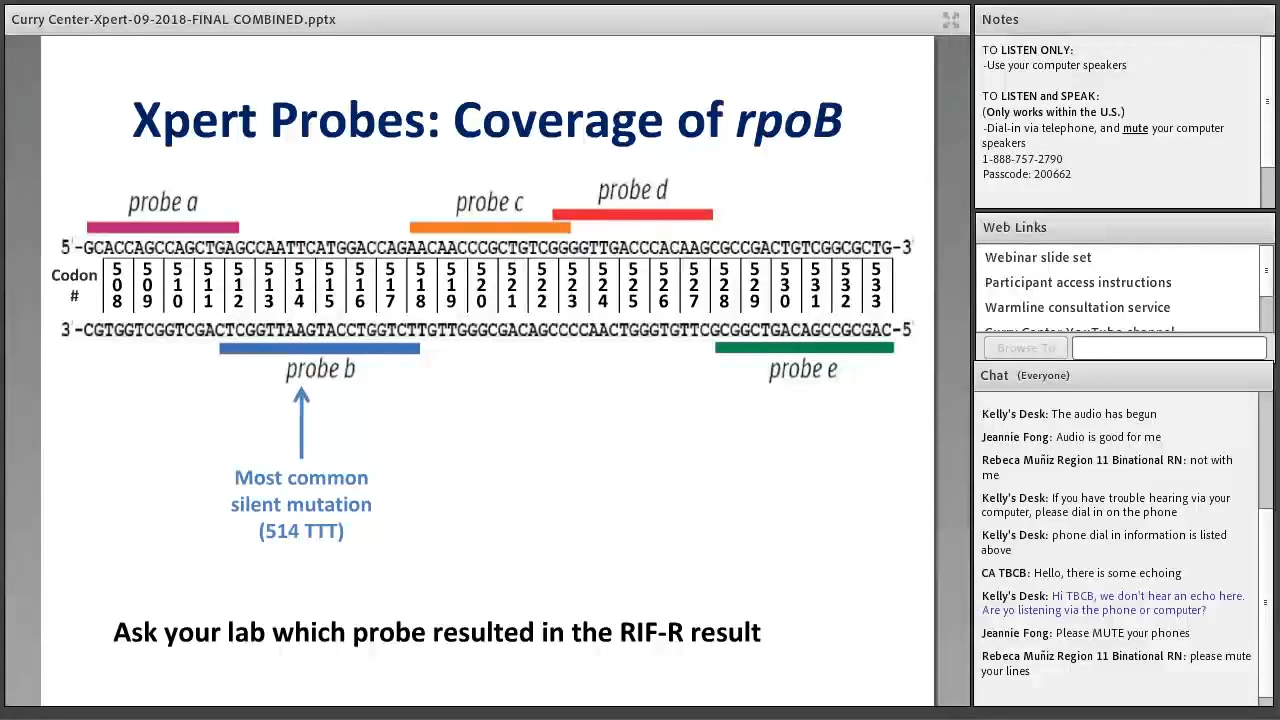 Curry Center-Xpert-09-2018-FINAL COMBINED.pptx
Xpert Probes: Coverage of rpoB
probe a
probe c
probe d
5'-GCACCAGCCAGCTGAGCCAATTCATGGACCAGAACAACCCGCTGTCGGGGTTGACCCACAAGCGCCGACTGTCGGCGCTG-3'
Codon #
508 509 510 511 512 513 514 515 516 517 518 519 520 521 522 523 524 525 526 527 528 529 530 531 532 533
3'-CGTGGTCGGTCGACTCGGTTAAGTACCTGGTCTTGTTGGGCGACAGCCCCAACTGGGTGTTCGCGGCTGACAGCCGCGAC-5'
probe b
probe e
Most common
silent mutation
(514 TTT)
Ask your lab which probe resulted in the RIF-R result
Notes
TO LISTEN ONLY:
-Use your computer speakers
TO LISTEN and SPEAK:
(Only works within the U.S.)
-Dial-in via telephone, and mute your computer
speakers
1-888-757-2790
Passcode: 200662
Web Links
Webinar slide set
Participant access instructions
Warmline consultation service
Curry Center YouTube channel
Browse To
Chat (Everyone)
Kelly's Desk: The audio has begun
Jeannie Fong: Audio is good for me
Rebeca Muñiz Region 11 Binational RN: not with
me
Kelly's Desk: If you have trouble hearing via your
computer, please dial in on the phone
Kelly's Desk: phone dial in information is listed
above
CA TBCB: Hello, there is some echoing
Kelly's Desk: Hi TBCB, we don't hear an echo here.
Are yo listening via the phone or computer?
Jeannie Fong: Please MUTE your phones
Rebeca Muñiz Region 11 Binational RN: please mute
your lines